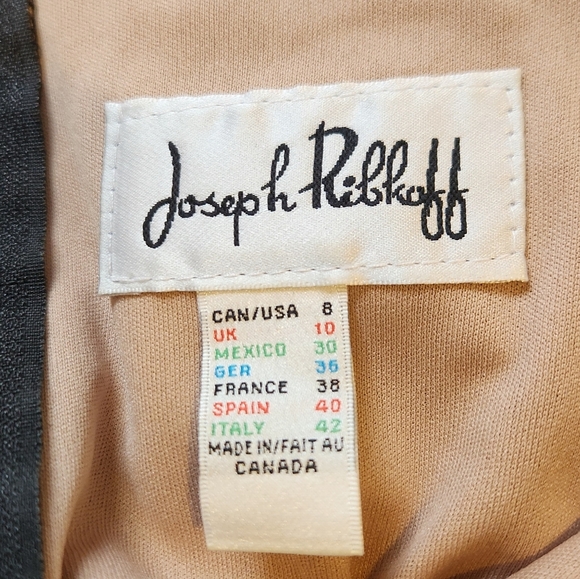 Joseph Ribkoff
CAN/USA 8
UK 10
MEXICO 30
GER 36
FRANCE 38
SPAIN 40
ITALY 42
MADE IN/FAIT AU
CANADA